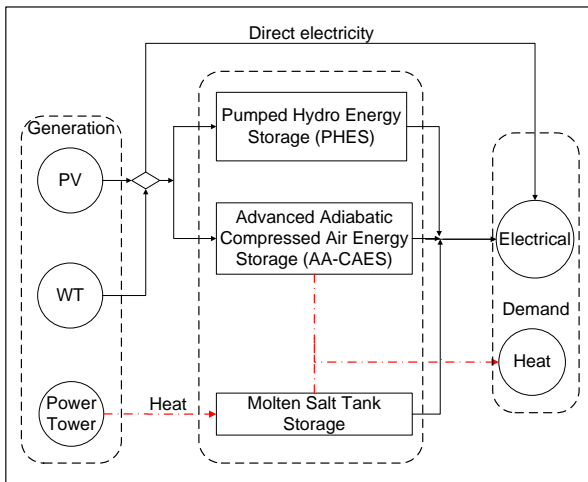 Direct electricity
Generation
PV
WT
Power
Tower
Heat
Pumped Hydro Energy
Storage (PHES)
Advanced Adiabatic
Compressed Air Energy
Storage (AA-CAES)
Molten Salt Tank
Storage
Electrical
Demand
Heat